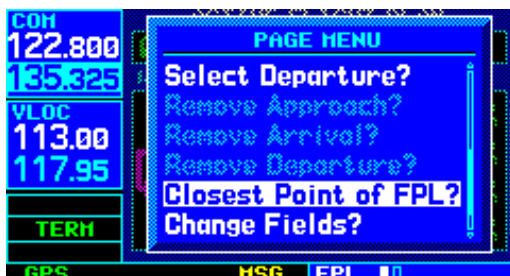 COM
122.800
135.325
VLOC
113.00
117.95
TERM
GPS
PAGE MENU
Select Departure?
Remove Approach?
Remove Arrival?
Remove Departure?
Closest Point of FPL?
Change Fields?
MSG
FPL